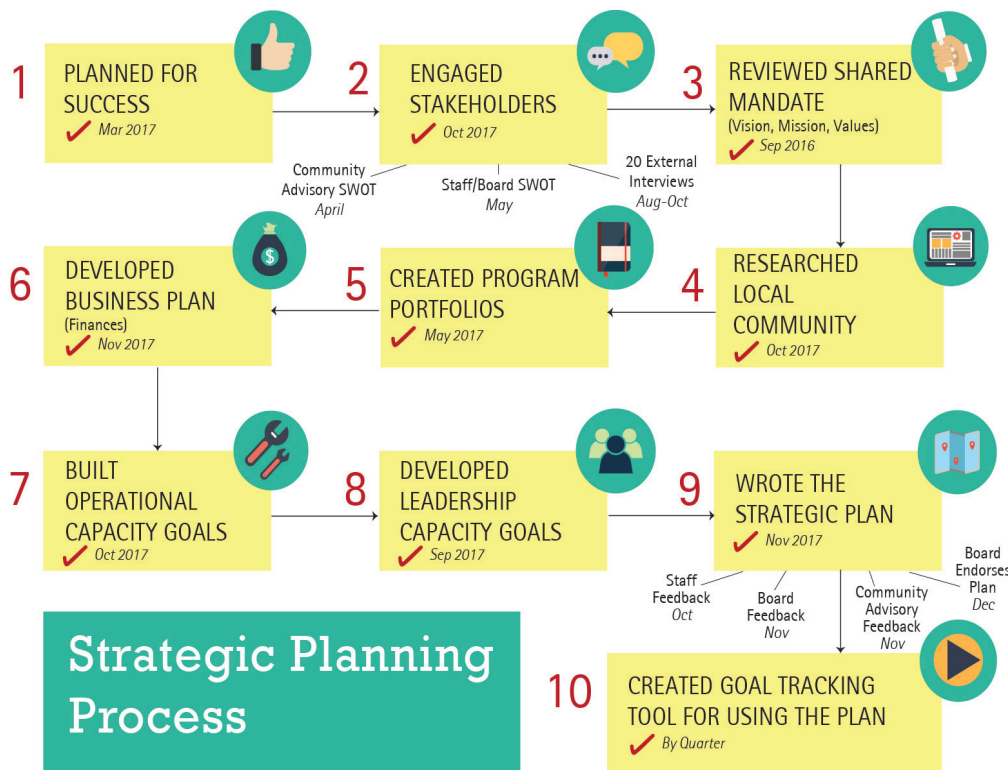 1
PLANNED FOR
SUCCESS
Mar 2017
2
ENGAGED
STAKEHOLDERS
Oct 2017
Community
Advisory SWOT
April
Staff/Board SWOT
May
20 External
Interviews
Aug-Oct
3
REVIEWED SHARED
MANDATE
(Vision, Mission, Values)
Sep 2016
4
RESEARCHED
LOCAL
COMMUNITY
Oct 2017
5
CREATED PROGRAM
PORTFOLIOS
May 2017
6
DEVELOPED
BUSINESS PLAN
(Finances)
Nov 2017
$
7
BUILT
OPERATIONAL
CAPACITY GOALS
Oct 2017
8
DEVELOPED
LEADERSHIP
CAPACITY GOALS
Sep 2017
9
WROTE THE
STRATEGIC PLAN
Nov 2017
Staff
Feedback
Oct
Board
Feedback
Nov
Community
Advisory
Feedback
Nov
Board
Endorses
Plan
Dec
10
CREATED GOAL TRACKING
TOOL FOR USING THE PLAN
By Quarter
Strategic Planning
Process